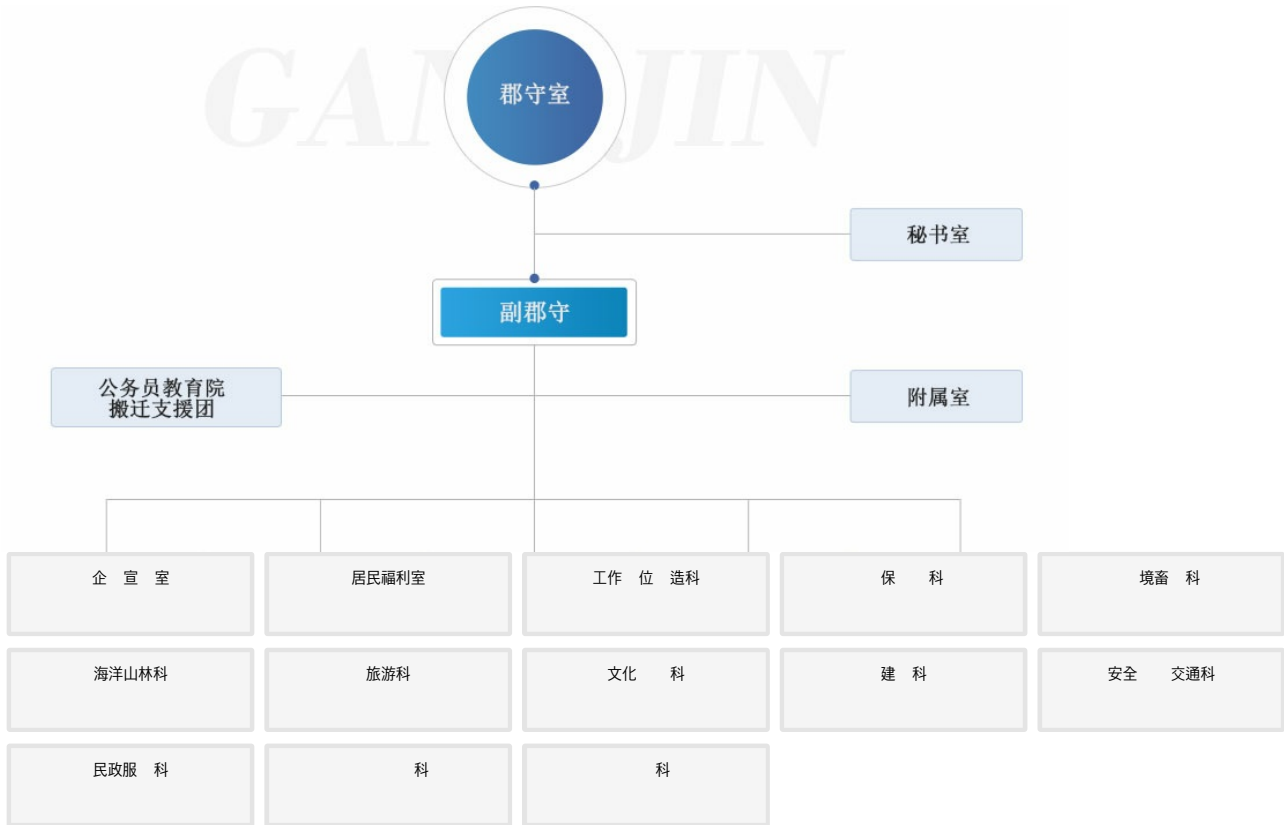 GANGJIN
郡守室
秘书室
副郡守
公务员教育院
搬迁支援团
附属室
企 宣 室
居民福利室
工作 位 造科
保 科
境畜 科
海洋山林科
旅游科
文化 科
建 科
安全 交通科
民政服 科
科
科